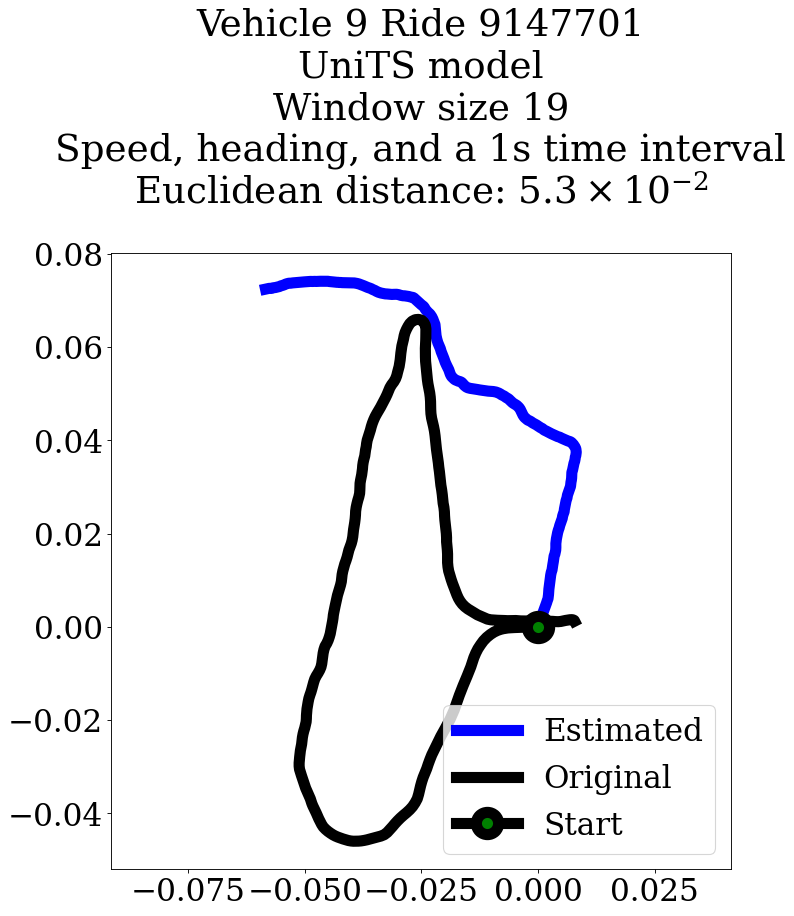 Vehicle 9 Ride 9147701
UniTS model
Window size 19
Speed, heading, and a 1s time interval
Euclidean distance: 5.3 × 10⁻²
0.08
0.06
0.04
0.02
0.00
−0.02
−0.04
Estimated
Original
Start
−0.075 −0.050 −0.025 0.000 0.025